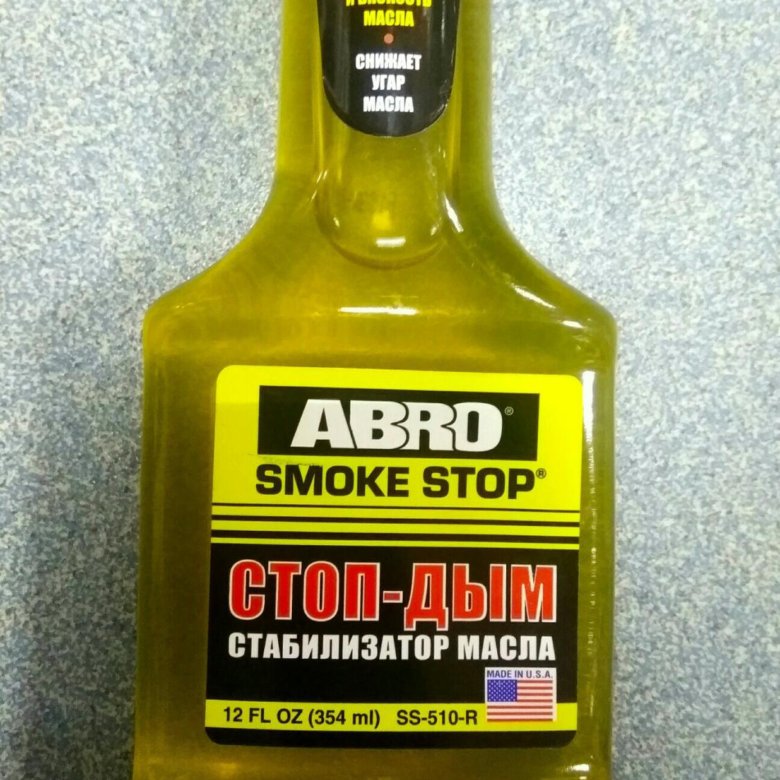 И ВЯЗКОСТЬ
МАСЛА
•
СНИЖАЕТ
УГАР
МАСЛА
ABRO®
SMOKE STOP®
СТОП-ДЫМ
СТАБИЛИЗАТОР МАСЛА
MADE IN U.S.A.
12 FL OZ (354 ml) SS-510-R